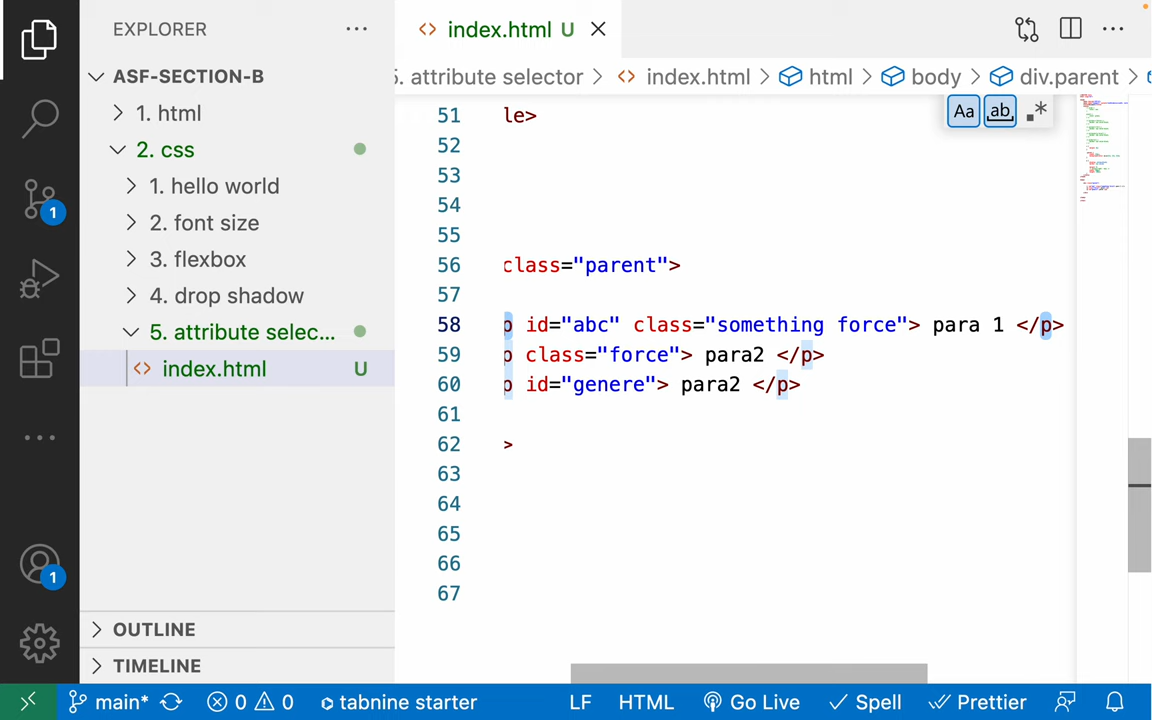 EXPLORER
ASF-SECTION-B
1. html
2. css
1. hello world
2. font size
3. flexbox
4. drop shadow
5. attribute selec...
index.html U
OUTLINE
TIMELINE
1
1
index.html U
5. attribute selector > index.html > html > body > div.parent >
Aa ab .*
51 le>
52
53
54
55
56 class="parent">
57
58 p id="abc" class="something force"> para 1 </p>
59 p class="force"> para2 </p>
60 p id="genere"> para2 </p>
61
62 >
63
64
65
66
67
main* 0 0 tabnine starter LF HTML Go Live Spell Prettier